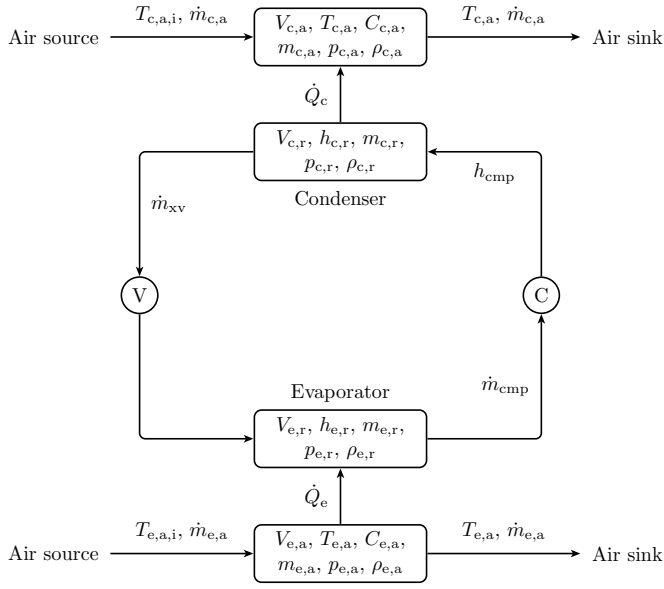 T_{c,a,i}, ṁ_{c,a}
T_{c,a}, ṁ_{c,a}
Air source
V_{c,a}, T_{c,a}, C_{c,a},
m_{c,a}, p_{c,a}, ρ_{c,a}
Air sink
Q̇_c
V_{c,r}, h_{c,r}, m_{c,r},
p_{c,r}, ρ_{c,r}
Condenser
h_{cmp}
ṁ_{xv}
V
C
Evaporator
ṁ_{cmp}
V_{e,r}, h_{e,r}, m_{e,r},
p_{e,r}, ρ_{e,r}
Q̇_e
T_{e,a,i}, ṁ_{e,a}
T_{e,a}, ṁ_{e,a}
Air source
V_{e,a}, T_{e,a}, C_{e,a},
m_{e,a}, p_{e,a}, ρ_{e,a}
Air sink